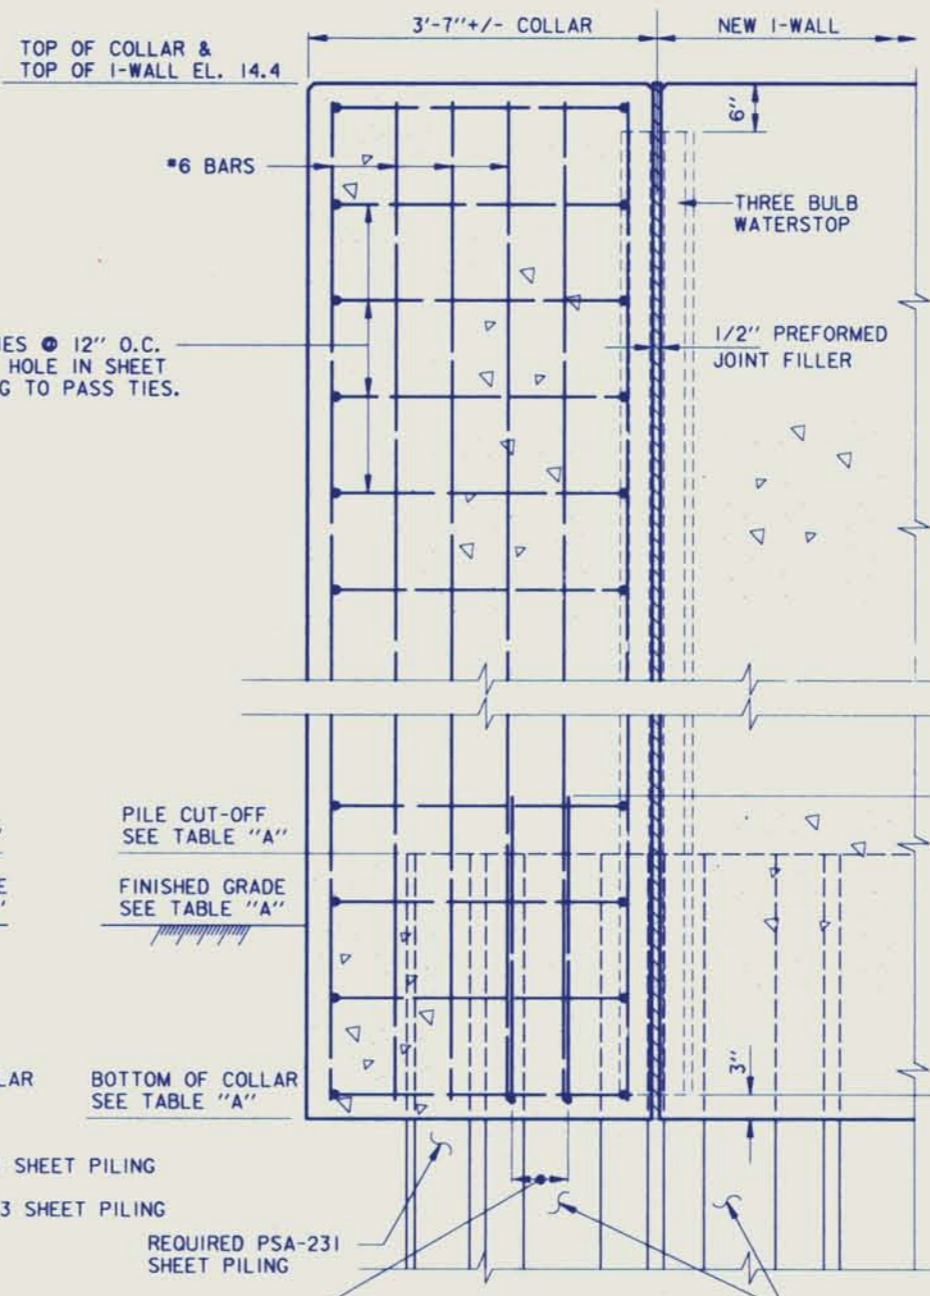 3'-7"+/- COLLAR
NEW I-WALL
TOP OF COLLAR &
TOP OF I-WALL EL. 14.4
6"
#6 BARS
THREE BULB
WATERSTOP
@ 12" O.C.
HOLE IN SHEET
TO PASS TIES.
1/2" PREFORMED
JOINT FILLER
PILE CUT-OFF
SEE TABLE "A"
FINISHED GRADE
SEE TABLE "A"
3"
BOTTOM OF COLLAR
SEE TABLE "A"
SHEET PILING
3 SHEET PILING
REQUIRED PSA-231
SHEET PILING